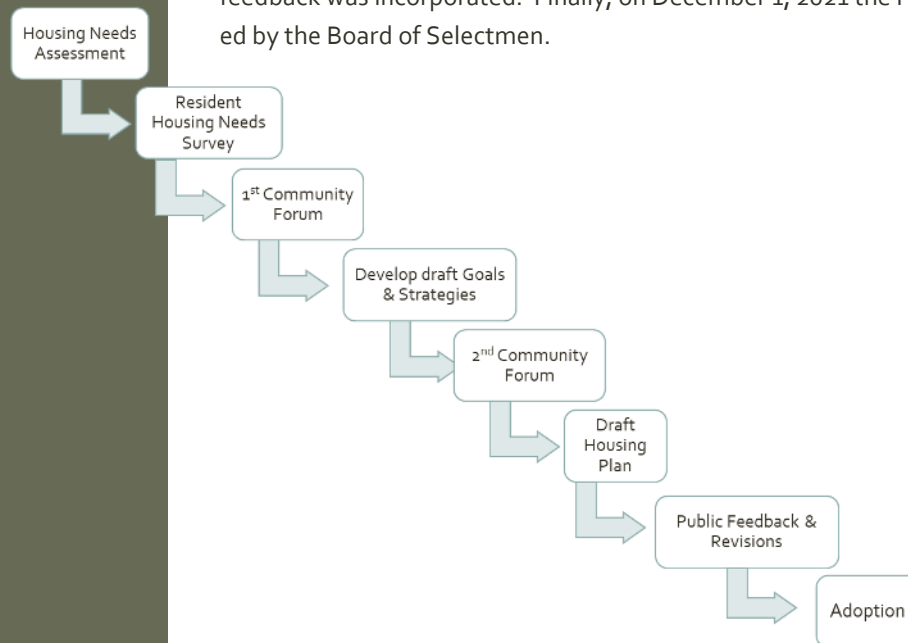 feedback was incorporated. Finally, on December 1, 2021 the
ed by the Board of Selectmen.
Housing Needs
Assessment
Resident
Housing Needs
Survey
1st Community
Forum
Develop draft Goals
& Strategies
2nd Community
Forum
Draft
Housing
Plan
Public Feedback &
Revisions
Adoption